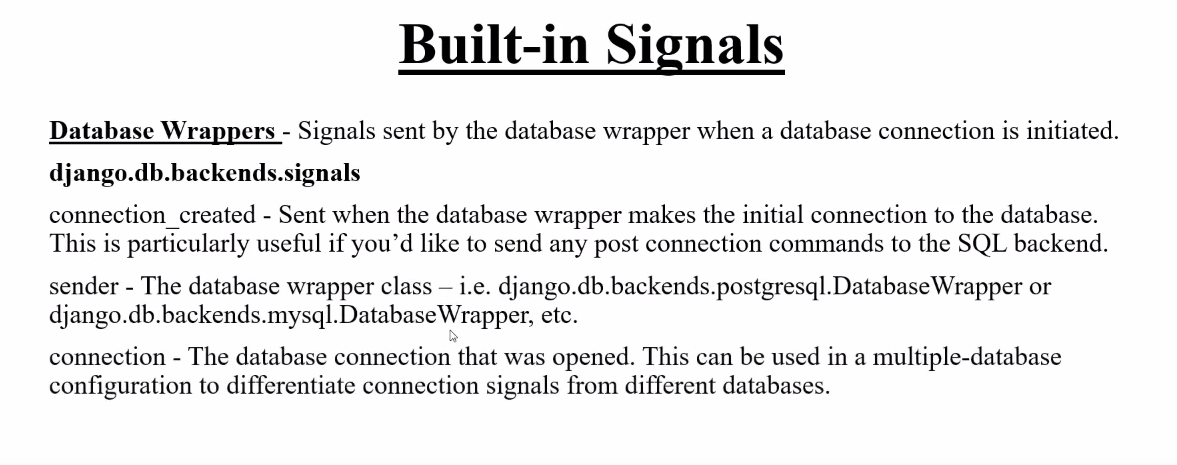 Built-in Signals
Database Wrappers - Signals sent by the database wrapper when a database connection is initiated.
django.db.backends.signals
connection_created - Sent when the database wrapper makes the initial connection to the database.
This is particularly useful if you’d like to send any post connection commands to the SQL backend.
sender - The database wrapper class – i.e. django.db.backends.postgresql.DatabaseWrapper or
django.db.backends.mysql.DatabaseWrapper, etc.
connection - The database connection that was opened. This can be used in a multiple-database
configuration to differentiate connection signals from different databases.